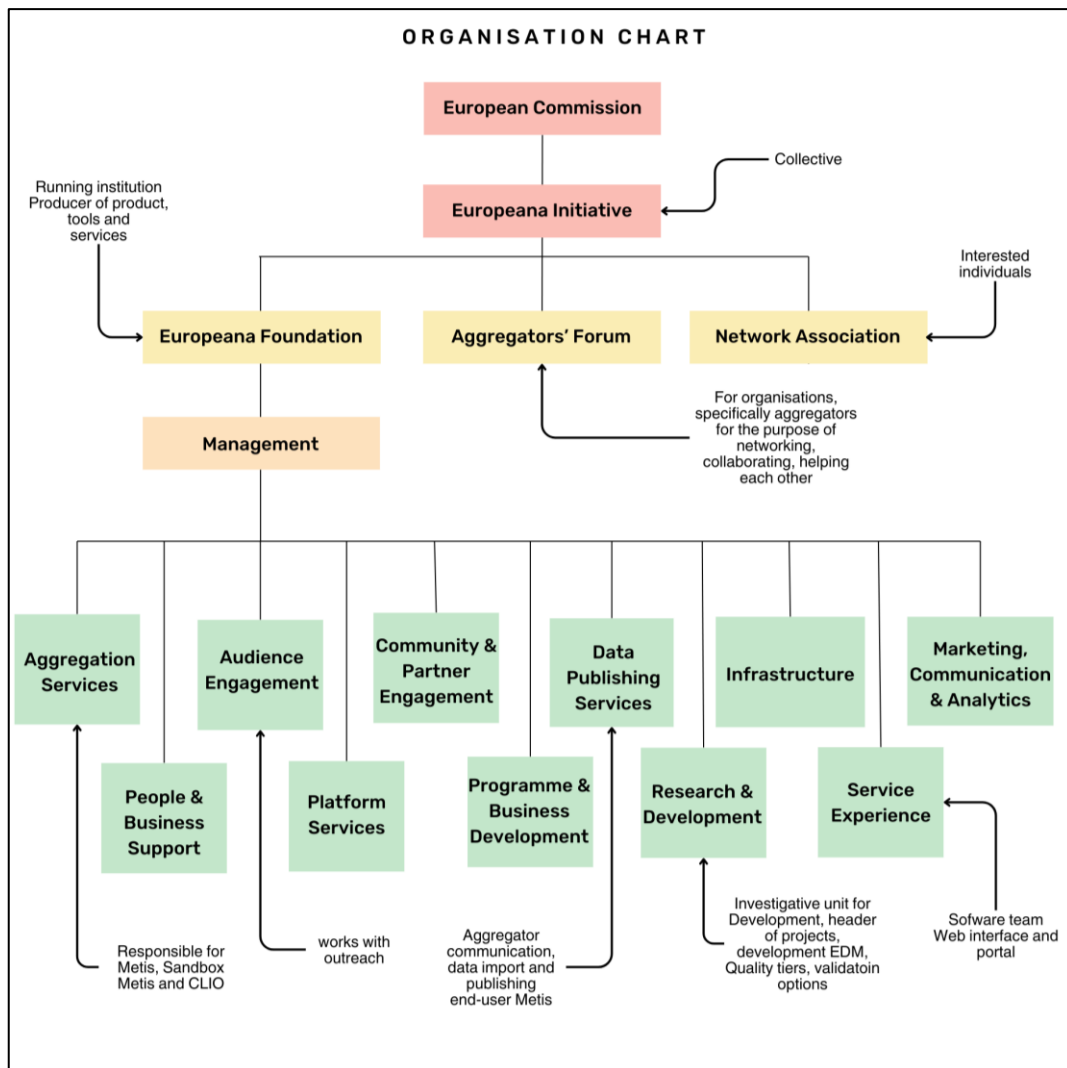 ORGANISATION CHART
European Commission
Collective
Europeana Initiative
Running institution
Producer of product,
tools and
services
Interested
individuals
Europeana Foundation
Aggregators' Forum
Network Association
For organisations,
specifically aggregators
for the purpose of
networking,
collaborating, helping
each other
Management
Aggregation
Services
Audience
Engagement
Community &
Partner
Engagement
Data
Publishing
Services
Infrastructure
Marketing,
Communication
& Analytics
People &
Business
Support
Platform
Services
Programme &
Business
Development
Research &
Development
Service
Experience
Responsible for
Metis, Sandbox
Metis and CLIO
works with
outreach
Aggregator
communication,
data import and
publishing
end-user Metis
Investigative unit for
Development, header
of projects,
development EDM,
Quality tiers, validatoin
options
Sofware team
Web interface and
portal